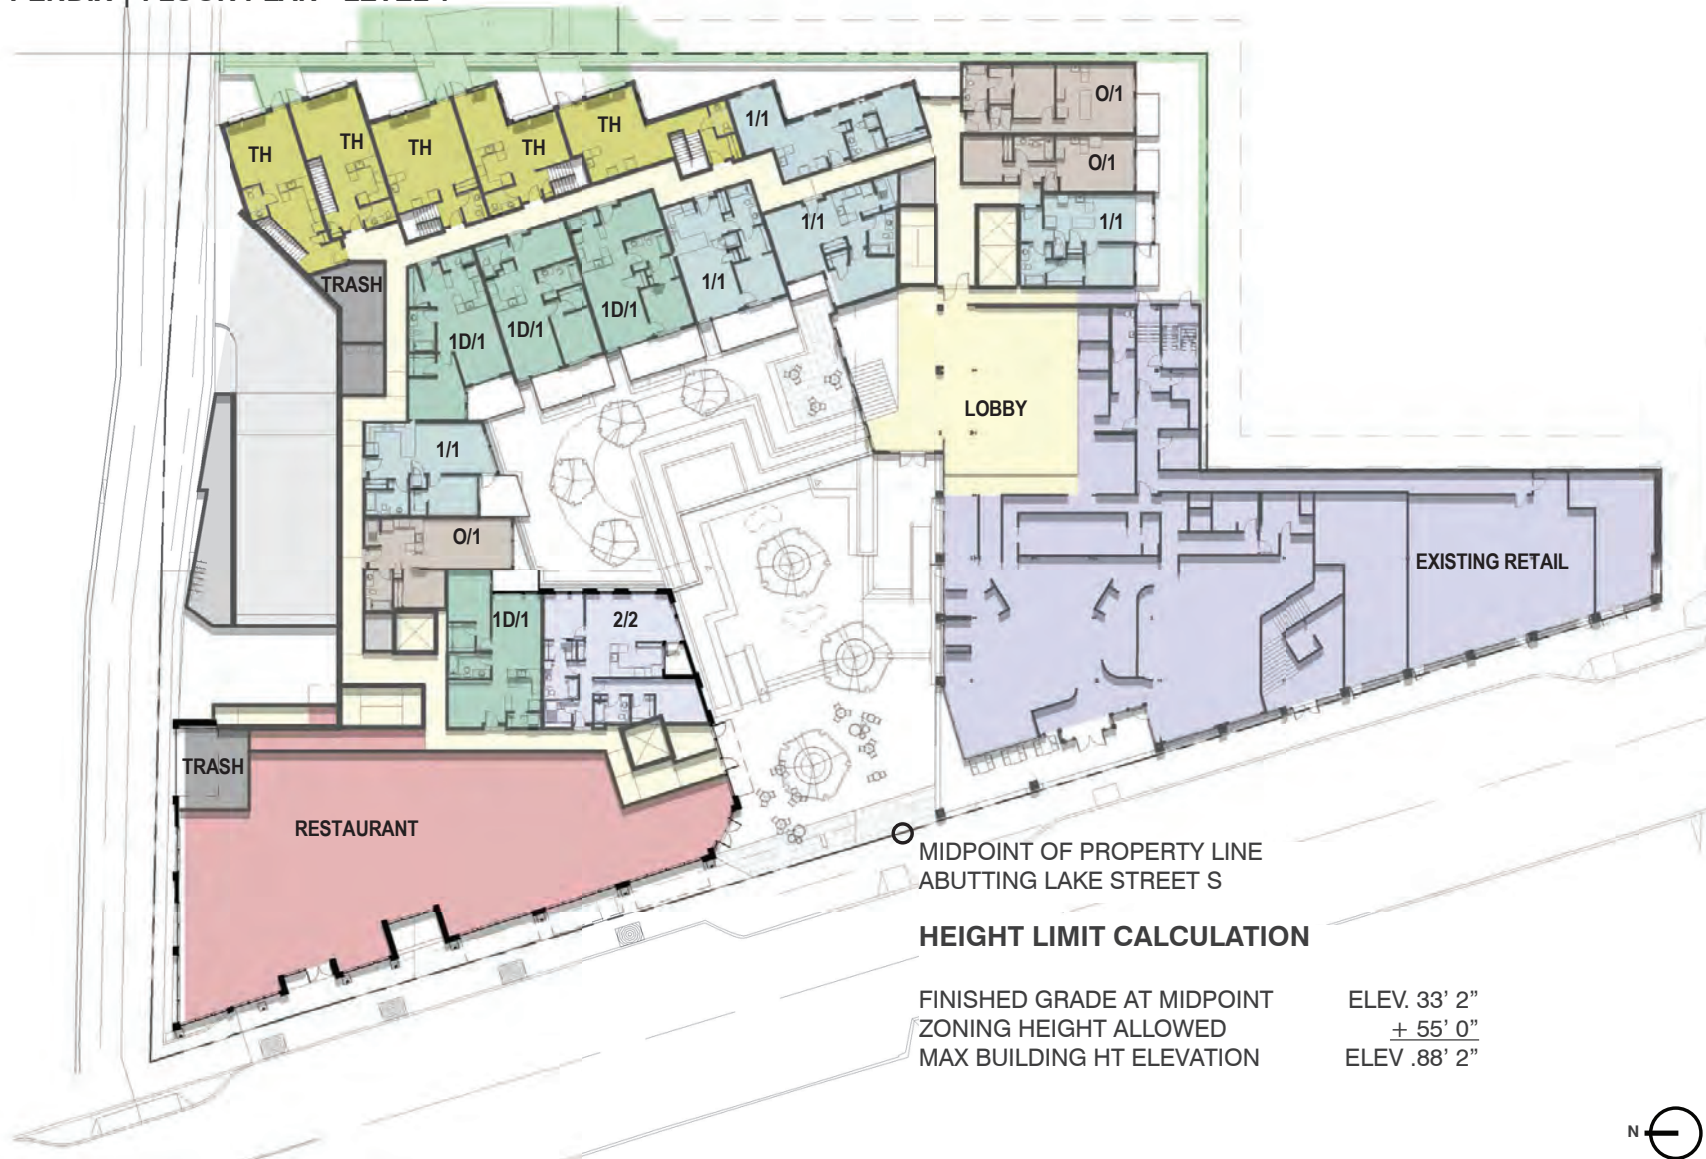 TH
TH
TH
TH
TH
1/1
O/1
O/1
1/1
1/1
1/1
TRASH
1D/1
1D/1
1D/1
LOBBY
1/1
O/1
EXISTING RETAIL
1D/1
2/2
TRASH
RESTAURANT
MIDPOINT OF PROPERTY LINE
ABUTTING LAKE STREET S
HEIGHT LIMIT CALCULATION
FINISHED GRADE AT MIDPOINT ELEV. 33’ 2”
ZONING HEIGHT ALLOWED + 55’ 0”
MAX BUILDING HT ELEVATION ELEV .88’ 2”
N